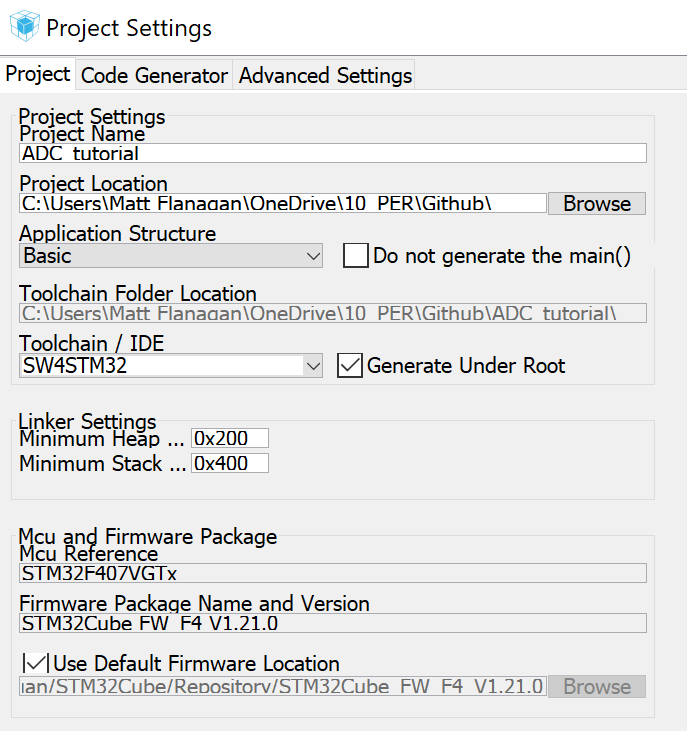 Project Settings
Project Code Generator Advanced Settings
Project Settings
Project Name
ADC_tutorial
Project Location
C:\Users\Matt Flanagan\OneDrive\10_PER\Github\ Browse
Application Structure
Basic Do not generate the main()
Toolchain Folder Location
C:\Users\Matt Flanagan\OneDrive\10_PER\Github\ADC_tutorial\
Toolchain / IDE
SW4STM32 Generate Under Root
Linker Settings
Minimum Heap ... 0x200
Minimum Stack ... 0x400
Mcu and Firmware Package
Mcu Reference
STM32F407VGTx
Firmware Package Name and Version
STM32Cube FW_F4 V1.21.0
Use Default Firmware Location
an/STM32Cube/Repository/STM32Cube_FW_F4_V1.21.0 Browse